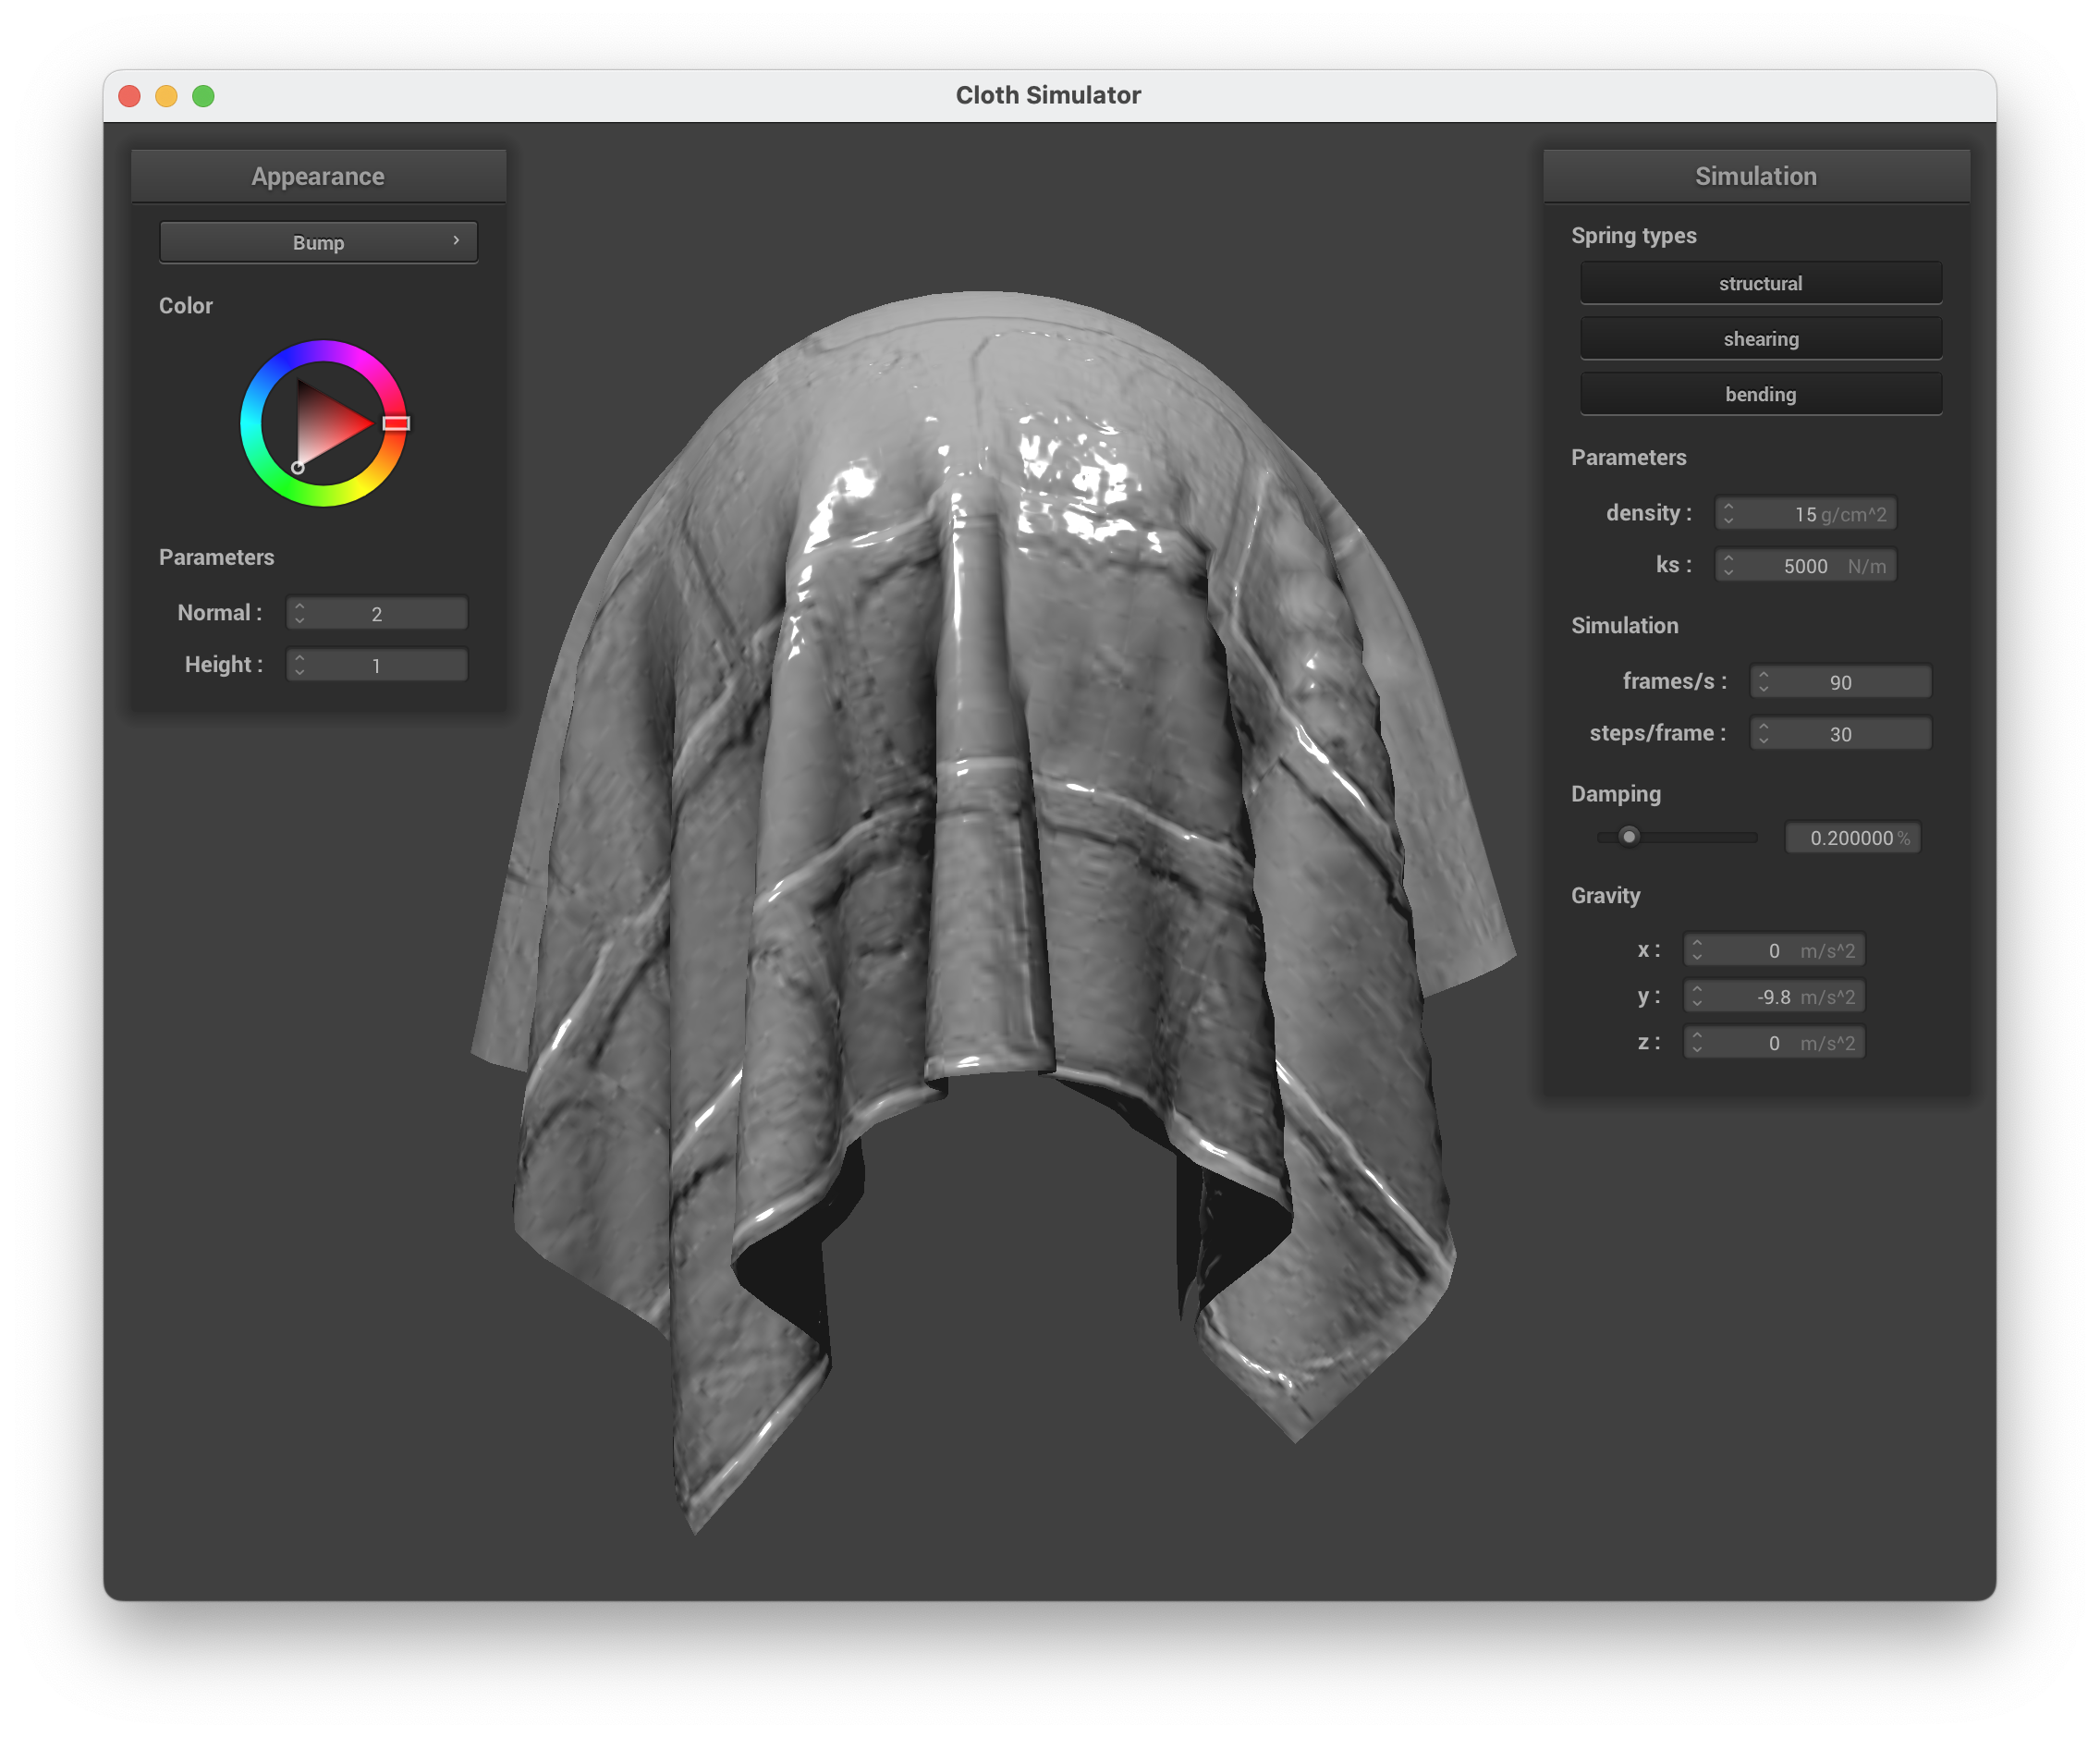 Cloth Simulator
Appearance
Bump
Color
Parameters
Normal : 2
Height : 1
Simulation
Spring types
structural
shearing
bending
Parameters
density : 15 g/cm^2
ks : 5000 N/m
Simulation
frames/s : 90
steps/frame : 30
Damping
0.200000 %
Gravity
x : 0 m/s^2
y : -9.8 m/s^2
z : 0 m/s^2